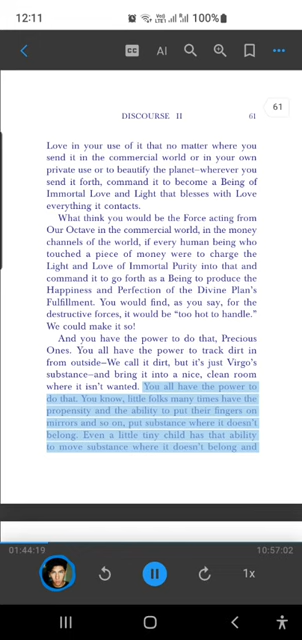 12:11
100%
CC
AI
61
DISCOURSE II 61
Love in your use of it that no matter where you
send it in the commercial world or in your own
private use or to beautify the planet—wherever you
send it forth, command it to become a Being of
Immortal Love and Light that blesses with Love
everything it contacts.
What think you would be the Force acting from
Our Octave in the commercial world, in the money
channels of the world, if every human being who
touched a piece of money were to charge the
Light and Love of Immortal Purity into that and
command it to go forth as a Being to produce the
Happiness and Perfection of the Divine Plan's
Fulfillment. You would find, as you say, for the
destructive forces, it would be "too hot to handle."
We could make it so!
And you have the power to do that, Precious
Ones. You all have the power to track dirt in
from outside—We call it dirt, but it's just Virgo's
substance—and bring it into a nice, clean room
where it isn't wanted. You all have the power to
do that. You know, little folks many times have the
propensity and the ability to put their fingers on
mirrors and so on, put substance where it doesn't
belong. Even a little tiny child has that ability
to move substance where it doesn't belong and
01:44:19 10:57:02
1x